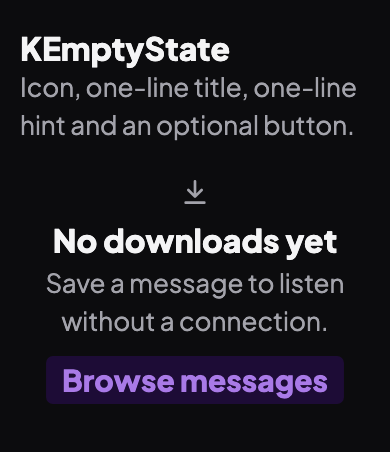 KEmptyState
Icon, one-line title, one-line
hint and an optional button.
No downloads yet
Save a message to listen
without a connection.
Browse messages